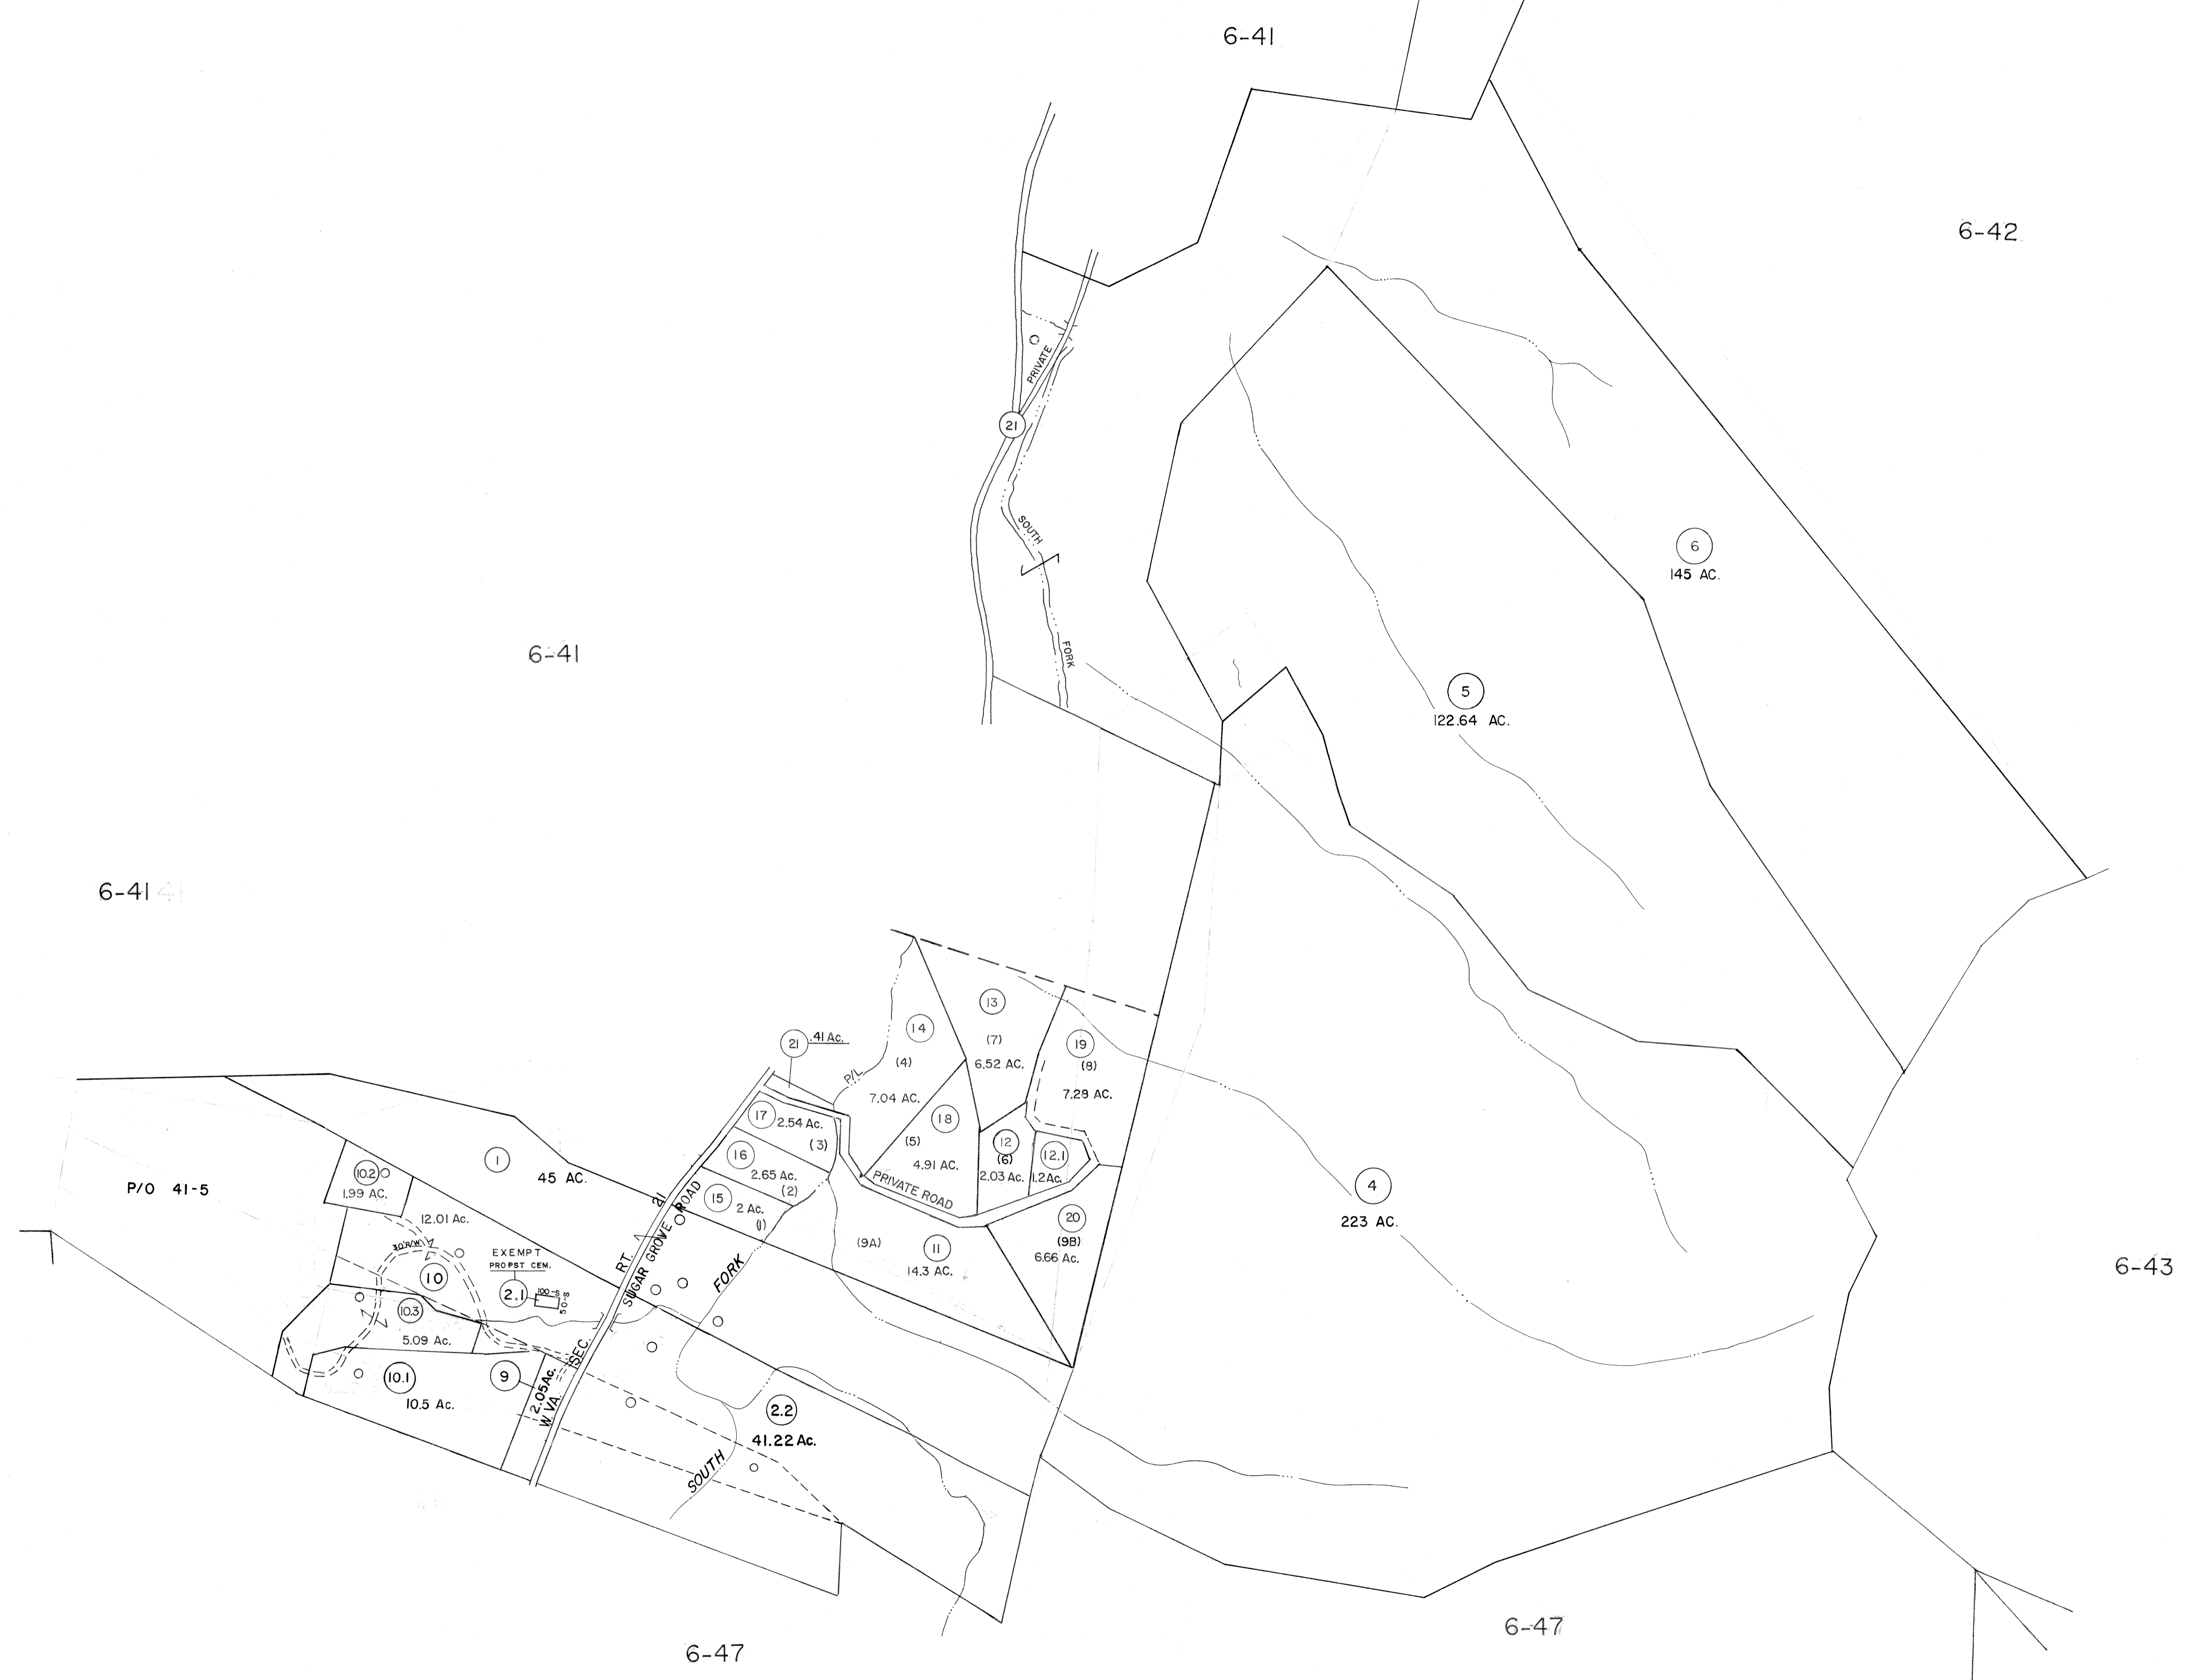 6-41
6-42
PRIVATE
21
SOUTH
6
145 AC.
FORK
6-41
5
122.64 AC.
6-41 41
13
(7)
6.52 AC.
14
(4)
7.04 AC.
19
(8)
7.28 AC.
21 .41 Ac.
P/L
17 2.54 Ac.
(3)
18
(5)
4.91 AC.
12
(6)
2.03 Ac.
12.1
1.2 Ac.
16
2.65 Ac.
(2)
PRIVATE ROAD
15 2 Ac.
(1)
1
45 AC.
P/O 41-5
10.2
1.99 AC.
12.01 Ac.
30' R/W
10
EXEMPT
PROPST CEM.
2.1
100-S
50-S
W. VA. SEC. RT. 21
SUGAR GROVE ROAD
4
223 AC.
20
(9B)
6.66 Ac.
(9A)
11
14.3 AC.
6-43
10.3
5.09 Ac.
10.1
10.5 Ac.
9
2.05 Ac.
2.2
41.22 Ac.
SOUTH FORK
6-47
6-47